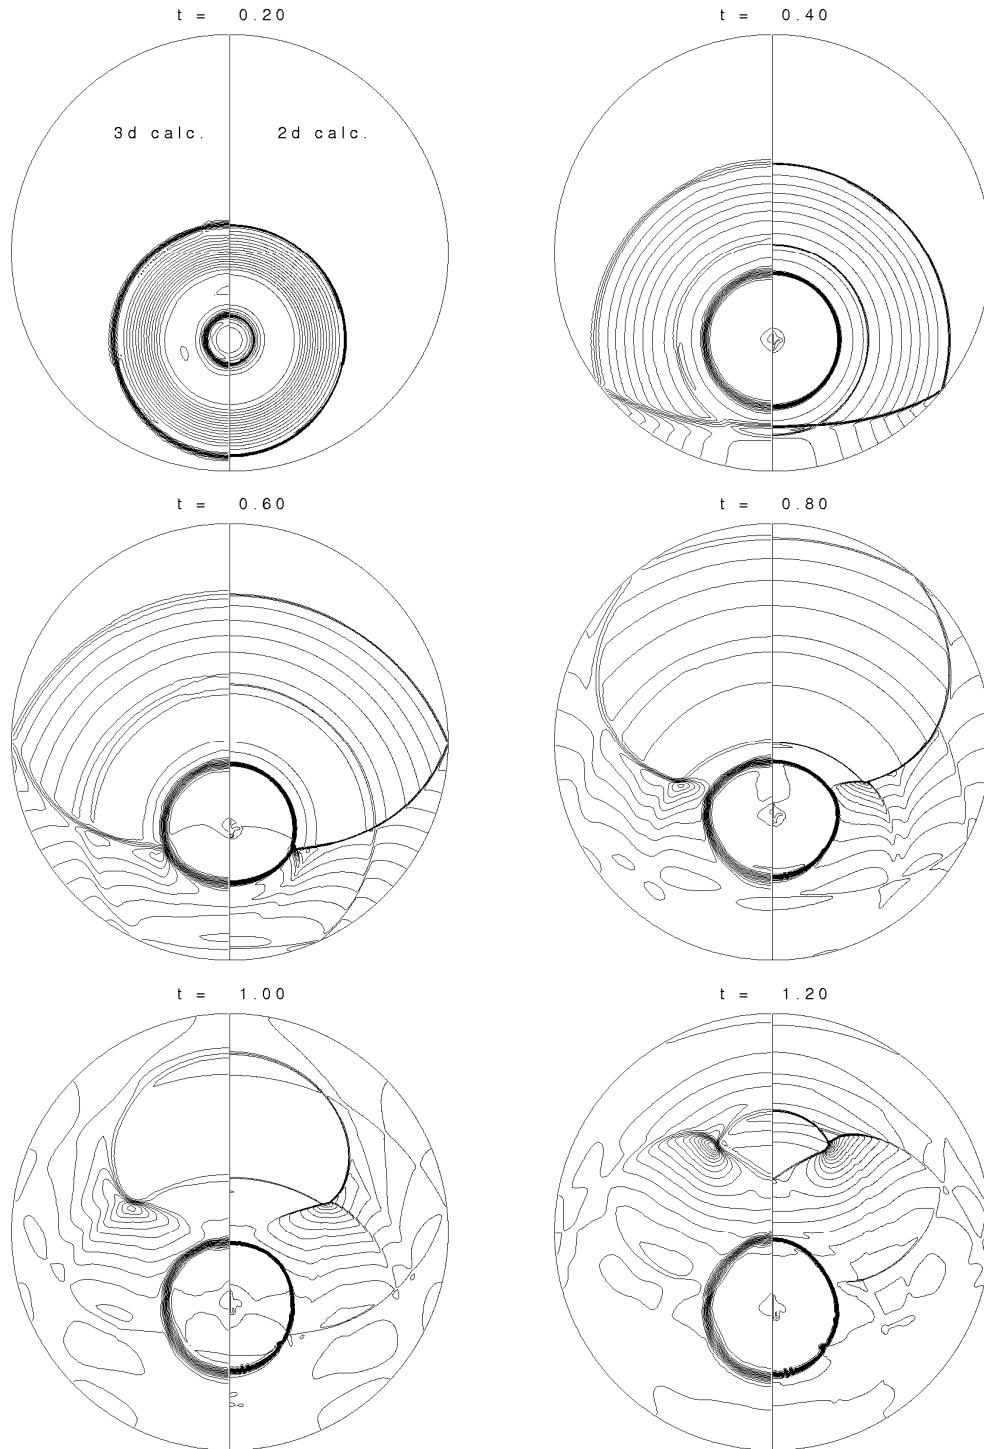 t = 0.20
t = 0.40
3d calc.
2d calc.
t = 0.60
t = 0.80
t = 1.00
t = 1.20